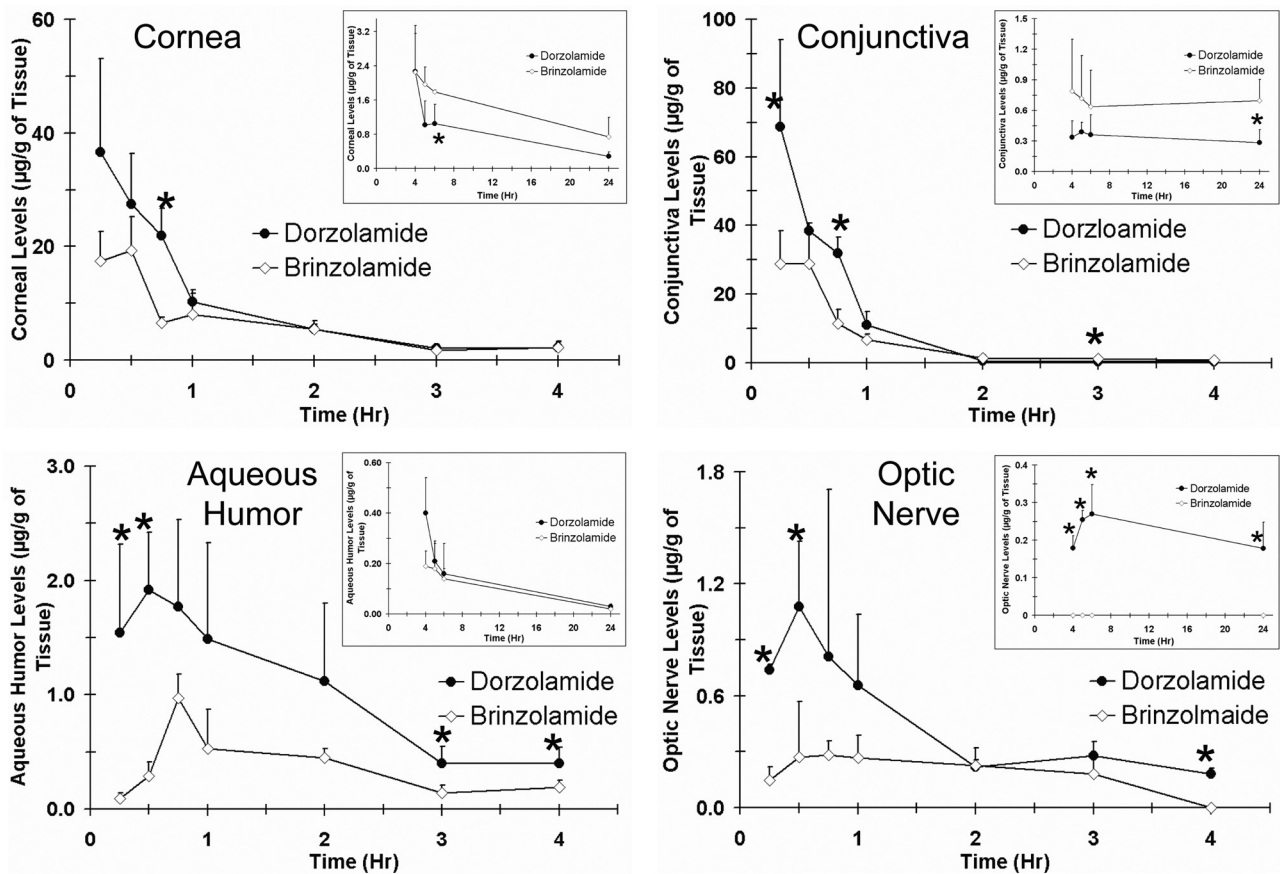 Cornea
Corneal Levels (µg/g of Tissue)
60
40
20
0
0
1
2
3
4
Time (Hr)
Dorzolamide
Brinzolamide
Corneal Levels (µg/g of Tissue)
3.2
2.4
1.6
0.8
0.0
0
4
8
12
16
20
24
Time (Hr)
Dorzolamide
Brinzolamide
*
*
Conjunctiva
Conjunctiva Levels (µg/g of
Tissue)
100
80
60
40
20
0
0
1
2
3
4
Time (Hr)
Dorzloamide
Brinzolamide
*
*
*
Conjunctiva Levels (µg/g of Tissue)
1.5
1.2
0.9
0.6
0.3
0.0
0
4
8
12
16
20
24
Time (Hr)
Dorzolamide
Brinzolamide
*
Aqueous
Humor
Aqueous Humor Levels (µg/g of
Tissue)
3.0
2.0
1.0
0.0
0
1
2
3
4
Time (Hr)
Dorzolamide
Brinzolamide
*
*
*
*
Aqueous Humor Levels (µg/g of
Tissue)
0.60
0.40
0.20
0.00
0
4
8
12
16
20
24
Time (Hr)
Dorzolamide
Brinzolamide
Optic
Nerve
Optic Nerve Levels (µg/g of
Tissue)
1.8
1.2
0.6
0.0
0
1
2
3
4
Time (Hr)
Dorzolamide
Brinzolmaide
*
*
*
Optic Nerve Levels (µg/g of Tissue)
0.4
0.3
0.2
0.1
0
0
4
8
12
16
20
24
Time (Hr)
Dorzolamide
Brinzolamide
*
*
*
*